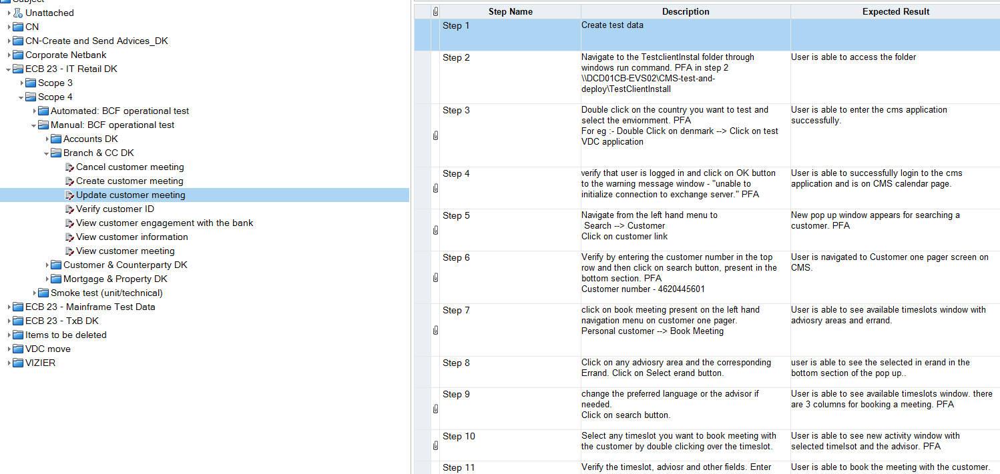 Subject
Unattached
CN
CN-Create and Send Advices_DK
Corporate Netbank
ECB 23 - IT Retail DK
Scope 3
Scope 4
Automated: BCF operational test
Manual: BCF operational test
Accounts DK
Branch & CC DK
Cancel customer meeting
Create customer meeting
Update customer meeting
Verify customer ID
View customer engagement with the bank
View customer information
View customer meeting
Customer & Counterparty DK
Mortgage & Property DK
Smoke test (unit/technical)
ECB 23 - Mainframe Test Data
ECB 23 - TxB DK
Items to be deleted
VDC move
VIZIER
Step Name Description Expected Result
Step 1
Create test data
Step 2
Navigate to the TestclientInstal folder through
windows run command. PFA in step 2
\\DCD01CB-EVS02\CMS-test-and-
deploy\TestClientInstall
User is able to access the folder
Step 3
Double click on the country you want to test and
select the enviornment. PFA
For eg :- Double Click on denmark --> Click on test
VDC application
User is able to enter the cms application
successfully.
Step 4
verify that user is logged in and click on OK button
to the warning message window - "unable to
initialize connection to exchange server." PFA
User is able to successfully login to the cms
application and is on CMS calendar page.
Step 5
Navigate from the left hand menu to
Search --> Customer
Click on customer link
New pop up window appears for searching a
customer. PFA
Step 6
Verify by entering the customer number in the top
row and then click on search button, present in the
bottom section. PFA
Customer number - 4620445601
User is navigated to Customer one pager screen on
CMS.
Step 7
click on book meeting present on the left hand
navigation menu on customer one pager.
Personal customer --> Book Meeting
User is able to see available timeslots window with
adviosry areas and errand.
Step 8
Click on any adviosry area and the corresponding
Errand. Click on Select erand button.
user is able to see the selected in erand in the
bottom section of the pop up..
Step 9
change the preferred language or the advisor if
needed.
Click on search button.
User is able to see available timeslots window. there
are 3 columns for booking a meeting. PFA
Step 10
Select any timeslot you want to book meeting with
the customer by double clicking over the timeslot.
User is able to see new activity window with
selected timelsot and the advisor. PFA
Step 11
Verify the timeslot, adviosr and other fields. Enter
User is able to book the meeting with the customer.